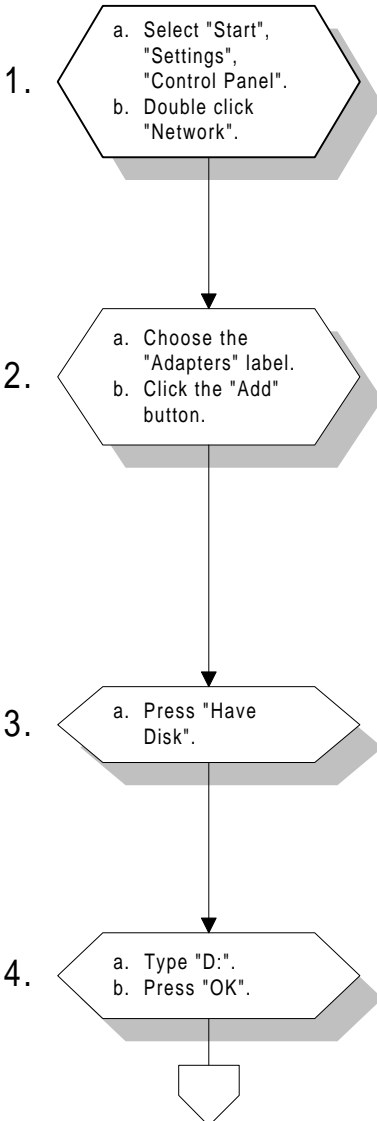 1.
a. Select "Start",
"Settings",
"Control Panel".
b. Double click
"Network".
2.
a. Choose the
"Adapters" label.
b. Click the "Add"
button.
3.
a. Press "Have
Disk".
4.
a. Type "D:".
b. Press "OK".